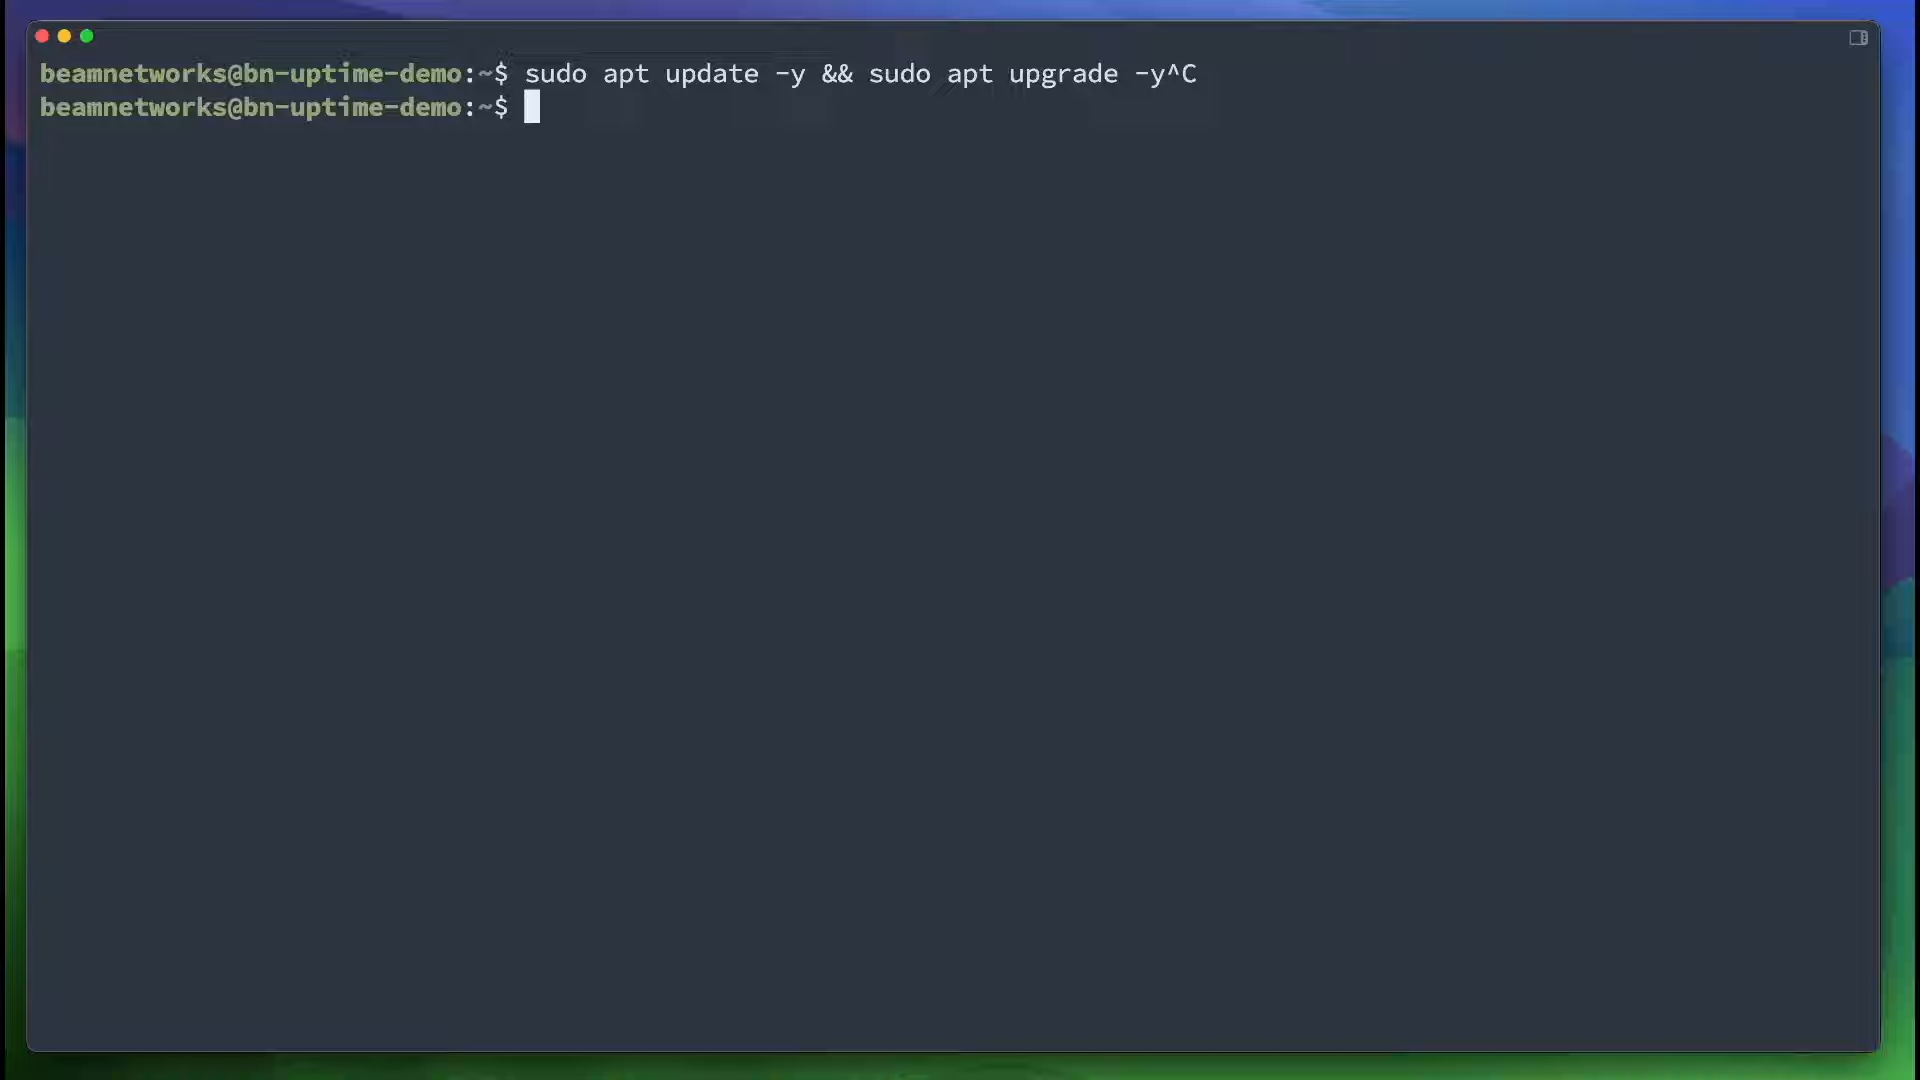 beamnetworks@bn-uptime-demo:~$ sudo apt update -y && sudo apt upgrade -y^C
beamnetworks@bn-uptime-demo:~$